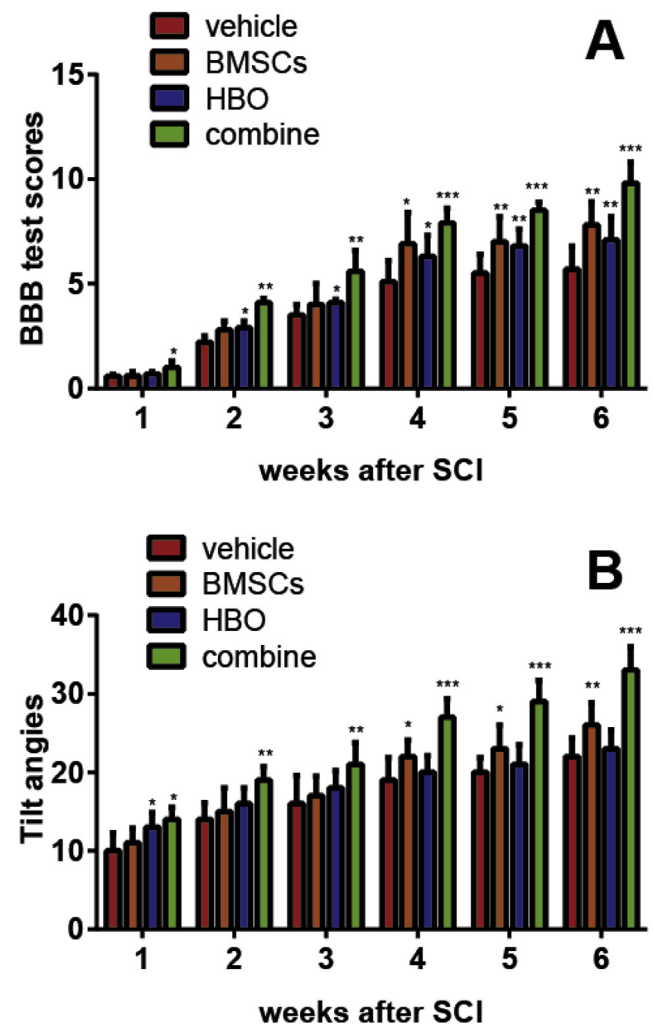 vehicle
BMSCs
HBO
combine
A
BBB test scores
15
10
5
0
*
**
*
**
*
*
*
***
**
**
***
**
**
***
1 2 3 4 5 6
weeks after SCI
vehicle
BMSCs
HBO
combine
B
Tilt angies
40
30
20
10
0
* *
**
**
*
***
*
***
**
***
1 2 3 4 5 6
weeks after SCI